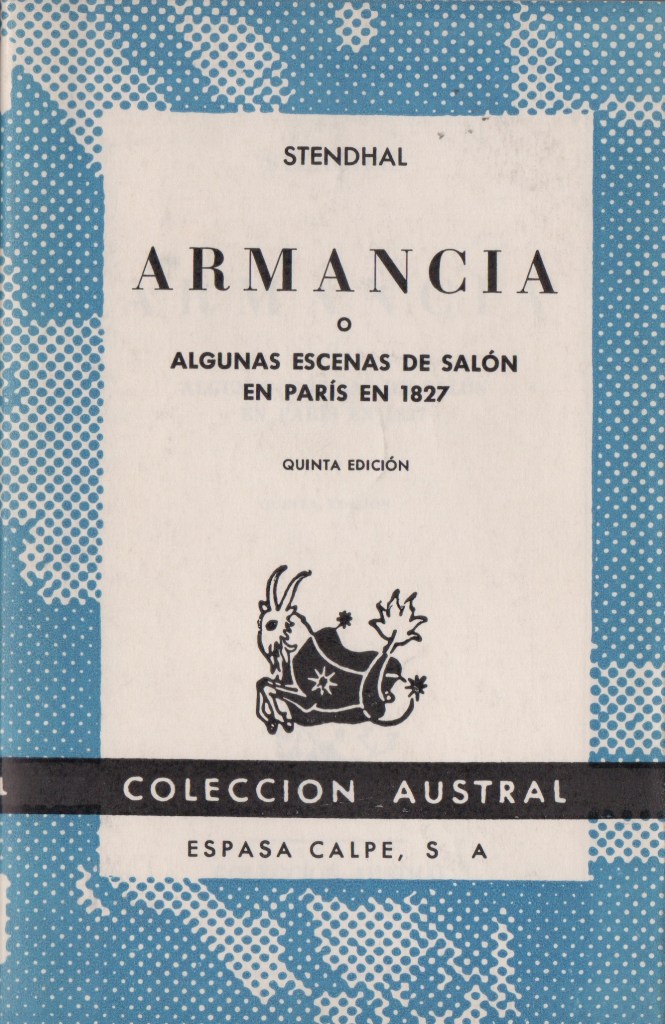 STENDHAL
ARMANCIA
O
ALGUNAS ESCENAS DE SALÓN
EN PARÍS EN 1827
QUINTA EDICIÓN
COLECCION AUSTRAL
ESPASA CALPE, S A